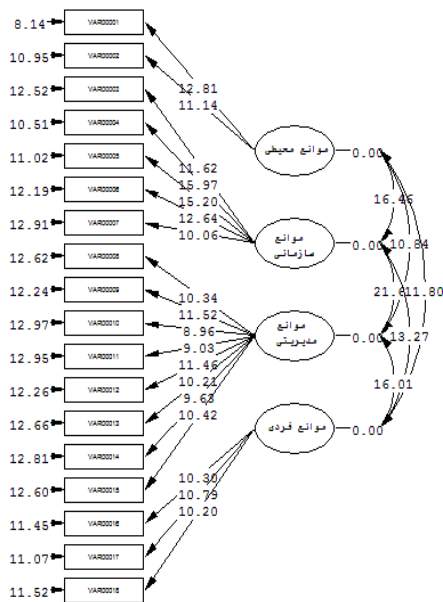 8.14 VAR00001
10.95 VAR00002
12.52 VAR00003
10.51 VAR00004
11.02 VAR00005
12.19 VAR00006
12.91 VAR00007
12.62 VAR00008
12.24 VAR00009
12.97 VAR00010
12.95 VAR00011
12.26 VAR00012
12.66 VAR00013
12.81 VAR00014
12.60 VAR00015
11.45 VAR00016
11.07 VAR00017
11.52 VAR00018
12.81
11.14
11.62
15.97
15.20
12.64
10.06
10.34
11.52
8.96
9.03
11.46
10.21
9.63
10.42
10.30
10.79
10.20
موانع محیطی
0.00
موانع
سازمانی
0.00
موانع
مدیریتی
0.00
موانع فردی
0.00
16.46
10.84
11.80
13.27
16.01